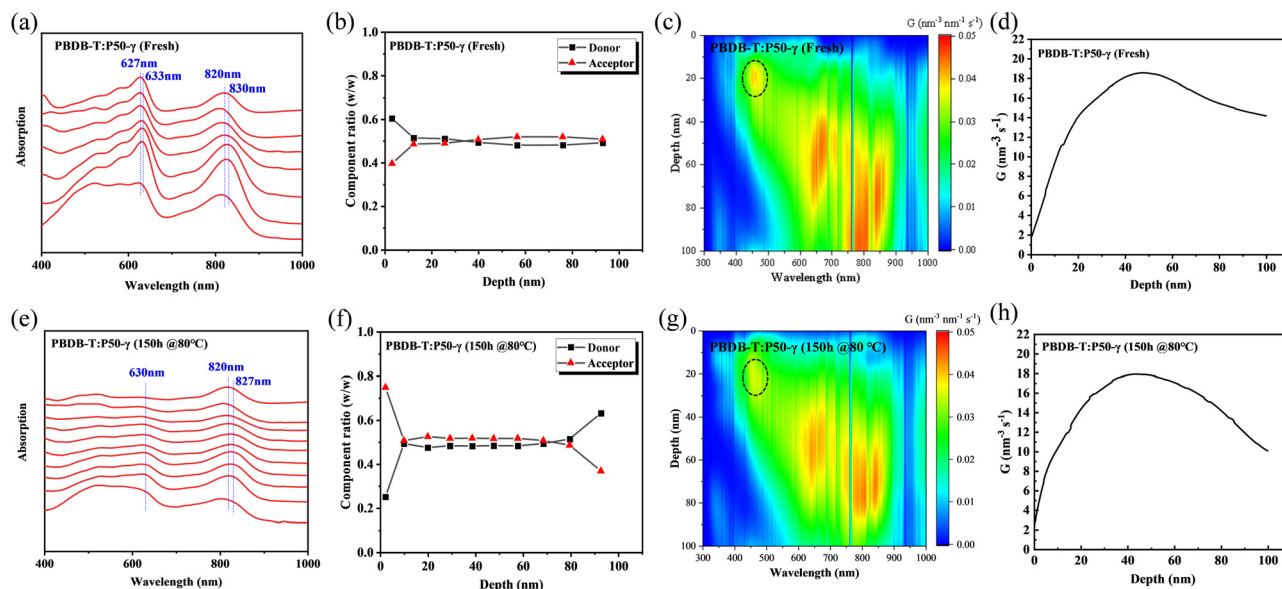 (a)
627nm
633nm
820nm
830nm
Absorption
400
600
800
1000
Wavelength (nm)
(b)
PBDB-T:P50-γ (Fresh)
Donor
Acceptor
Component ratio (w/w)
1.0
0.8
0.6
0.4
0.2
0.0
0
20
40
60
80
100
Depth (nm)
(c)
G (nm⁻³ nm⁻¹ s⁻¹)
PBDB-T:P50-γ (Fresh)
Depth (nm)
20
40
60
80
100
300
400
500
600
700
800
900
1000
Wavelength (nm)
0.05
0.04
0.03
0.02
0.01
0.00
(d)
PBDB-T:P50-γ (Fresh)
G (nm⁻³ s⁻¹)
22
20
18
16
14
12
10
8
6
4
2
0
0
20
40
60
80
100
Depth (nm)
PBDB-T:P50-γ (Fresh)
(e)
PBDB-T:P50-γ (150h @80℃)
630nm
820nm
827nm
Absorption
400
600
800
1000
Wavelength (nm)
(f)
PBDB-T:P50-γ (150h @80℃)
Donor
Acceptor
Component ratio (w/w)
1.0
0.8
0.6
0.4
0.2
0.0
0
20
40
60
80
100
Depth (nm)
(g)
G (nm⁻³ nm⁻¹ s⁻¹)
PBDB-T:P50-γ (150h @80 ℃)
Depth (nm)
20
40
60
80
100
300
400
500
600
700
800
900
1000
Wavelength (nm)
0.05
0.04
0.03
0.02
0.01
0.00
(h)
PBDB-T:P50-γ (150h @80℃)
G (nm⁻³ s⁻¹)
22
20
18
16
14
12
10
8
6
4
2
0
0
20
40
60
80
100
Depth (nm)